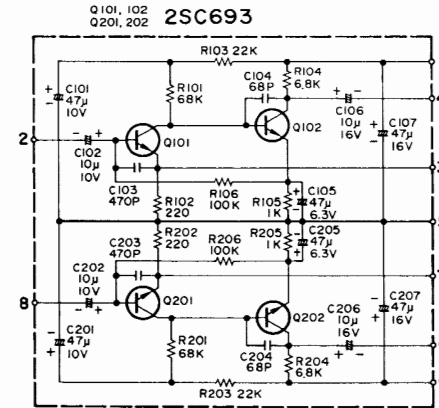 Q101, 102
Q201, 202
2SC693
R103 22K
C101
47μ
10V
R101
68K
C104
68P
R104
6.8K
4
C106
10μ
16V
C107
47μ
16V
2
C102
10μ
10V
Q101
Q102
3
C103
470P
R102
220
R106
100K
R105
1K
C105
47μ
6.3V
R202
220
R206
100K
R205
1K
C205
47μ
6.3V
C203
470P
C202
10μ
10V
8
Q201
Q202
C206
10μ
16V
C207
47μ
16V
C201
47μ
10V
R201
68K
C204
68P
R204
6.8K
R203 22K